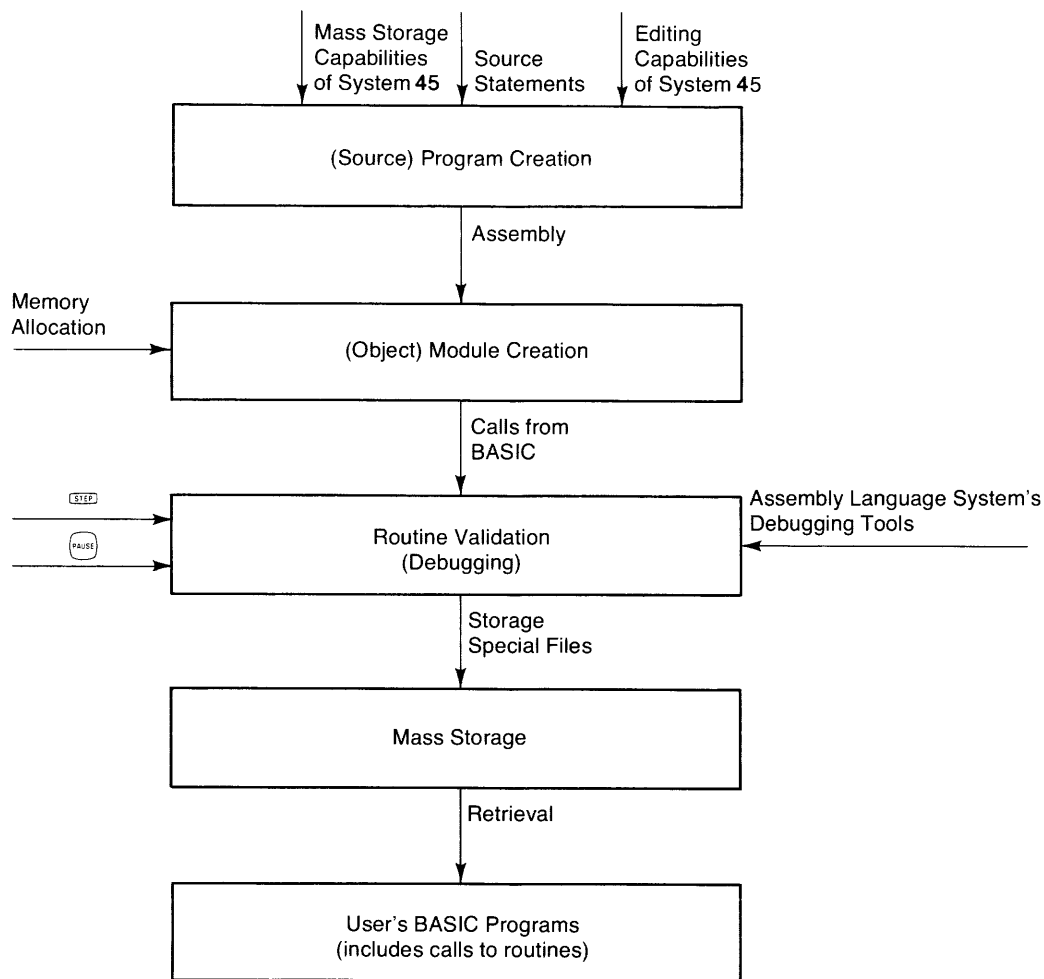 Mass Storage
Capabilities
of System 45
Source
Statements
Editing
Capabilities
of System 45
(Source) Program Creation
Assembly
Memory
Allocation
(Object) Module Creation
Calls from
BASIC
STEP
PAUSE
Routine Validation
(Debugging)
Assembly Language System's
Debugging Tools
Storage
Special Files
Mass Storage
Retrieval
User's BASIC Programs
(includes calls to routines)